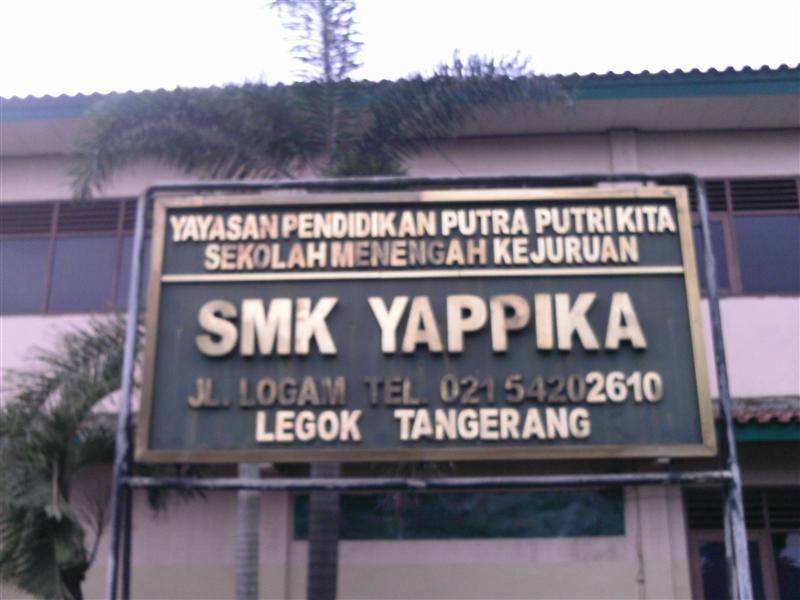 YAYASAN PENDIDIKAN PUTRA PUTRI KITA
SEKOLAH MENENGAH KEJURUAN
SMK YAPPIKA
JL. LOGAM TEL. 021 54202610
LEGOK TANGERANG